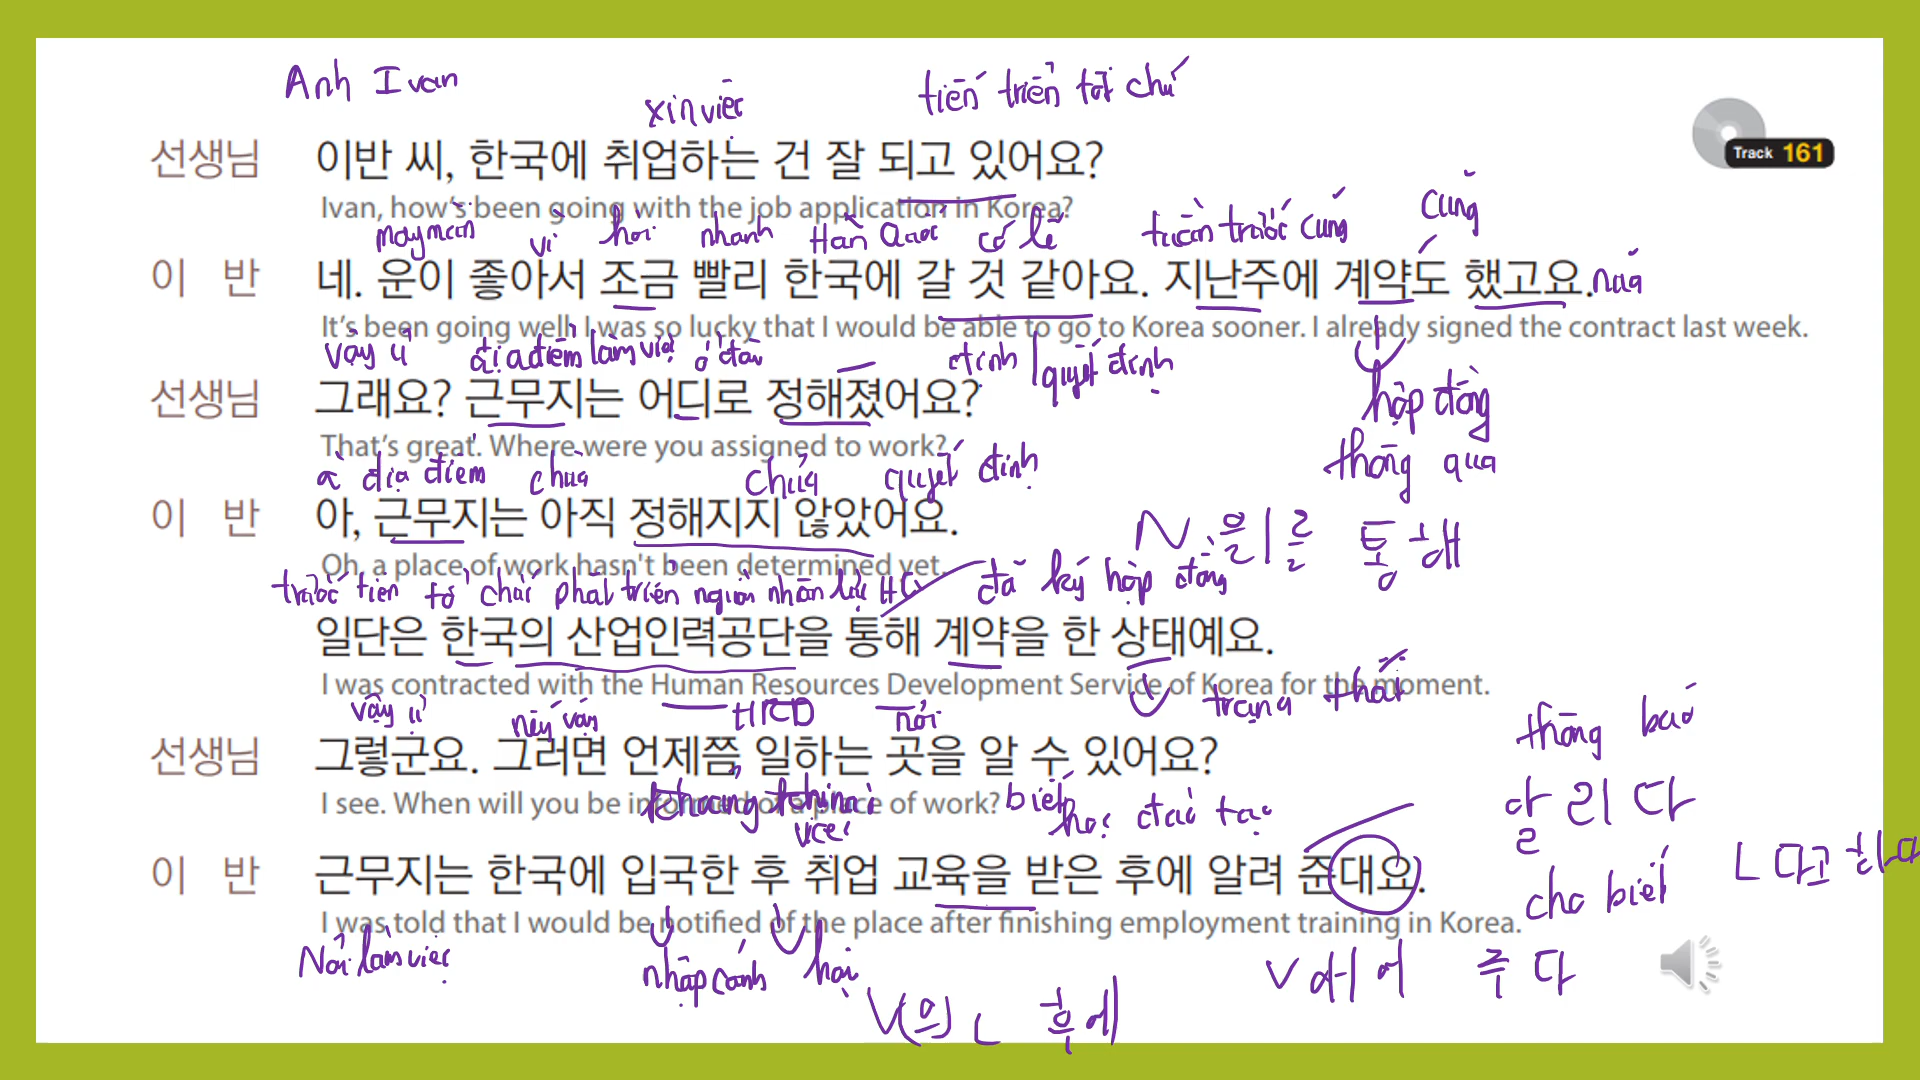 Anh Ivan
xin việc
tiến triển tốt chứ
Track 161
선생님 이반 씨, 한국에 취업하는 건 잘 되고 있어요?
Ivan, how's been going with the job application in Korea?
may mắn vì hơi nhanh Hàn Quốc có lẽ tuần trước cũng cũng
이 반 네. 운이 좋아서 조금 빨리 한국에 갈 것 같아요. 지난주에 계약도 했고요. nữa
It's been going well. I was so lucky that I would be able to go to Korea sooner. I already signed the contract last week.
vậy ư địa điểm làm việc ở đâu định quyết định
선생님 그래요? 근무지는 어디로 정해졌어요?
hợp đồng
That's great. Where were you assigned to work?
à địa điểm chưa chưa quyết định thông qua
이 반 아, 근무지는 아직 정해지지 않았어요.
N 을/를 통해
Oh, a place of work hasn't been determined yet.
trước tiên tổ chức phát triển nguồn nhân lực HQ đã ký hợp đồng
일단은 한국의 산업인력공단을 통해 계약을 한 상태예요.
I was contracted with the Human Resources Development Service of Korea for the moment.
vậy ư nếu vậy HRD nơi trạng thái
thông báo
선생님 그렇군요. 그러면 언제쯤 일하는 곳을 알 수 있어요?
I see. When will you be informed of a place of work?
khoảng khi nào biết
việc học đào tạo
알리다
이 반 근무지는 한국에 입국한 후 취업 교육을 받은 후에 알려 준대요.
ㄴ다고 하다
cho biết
I was told that I would be notified of the place after finishing employment training in Korea.
Nơi làm việc nhập cảnh
V 아/어 주다
V(으)ㄴ 후에